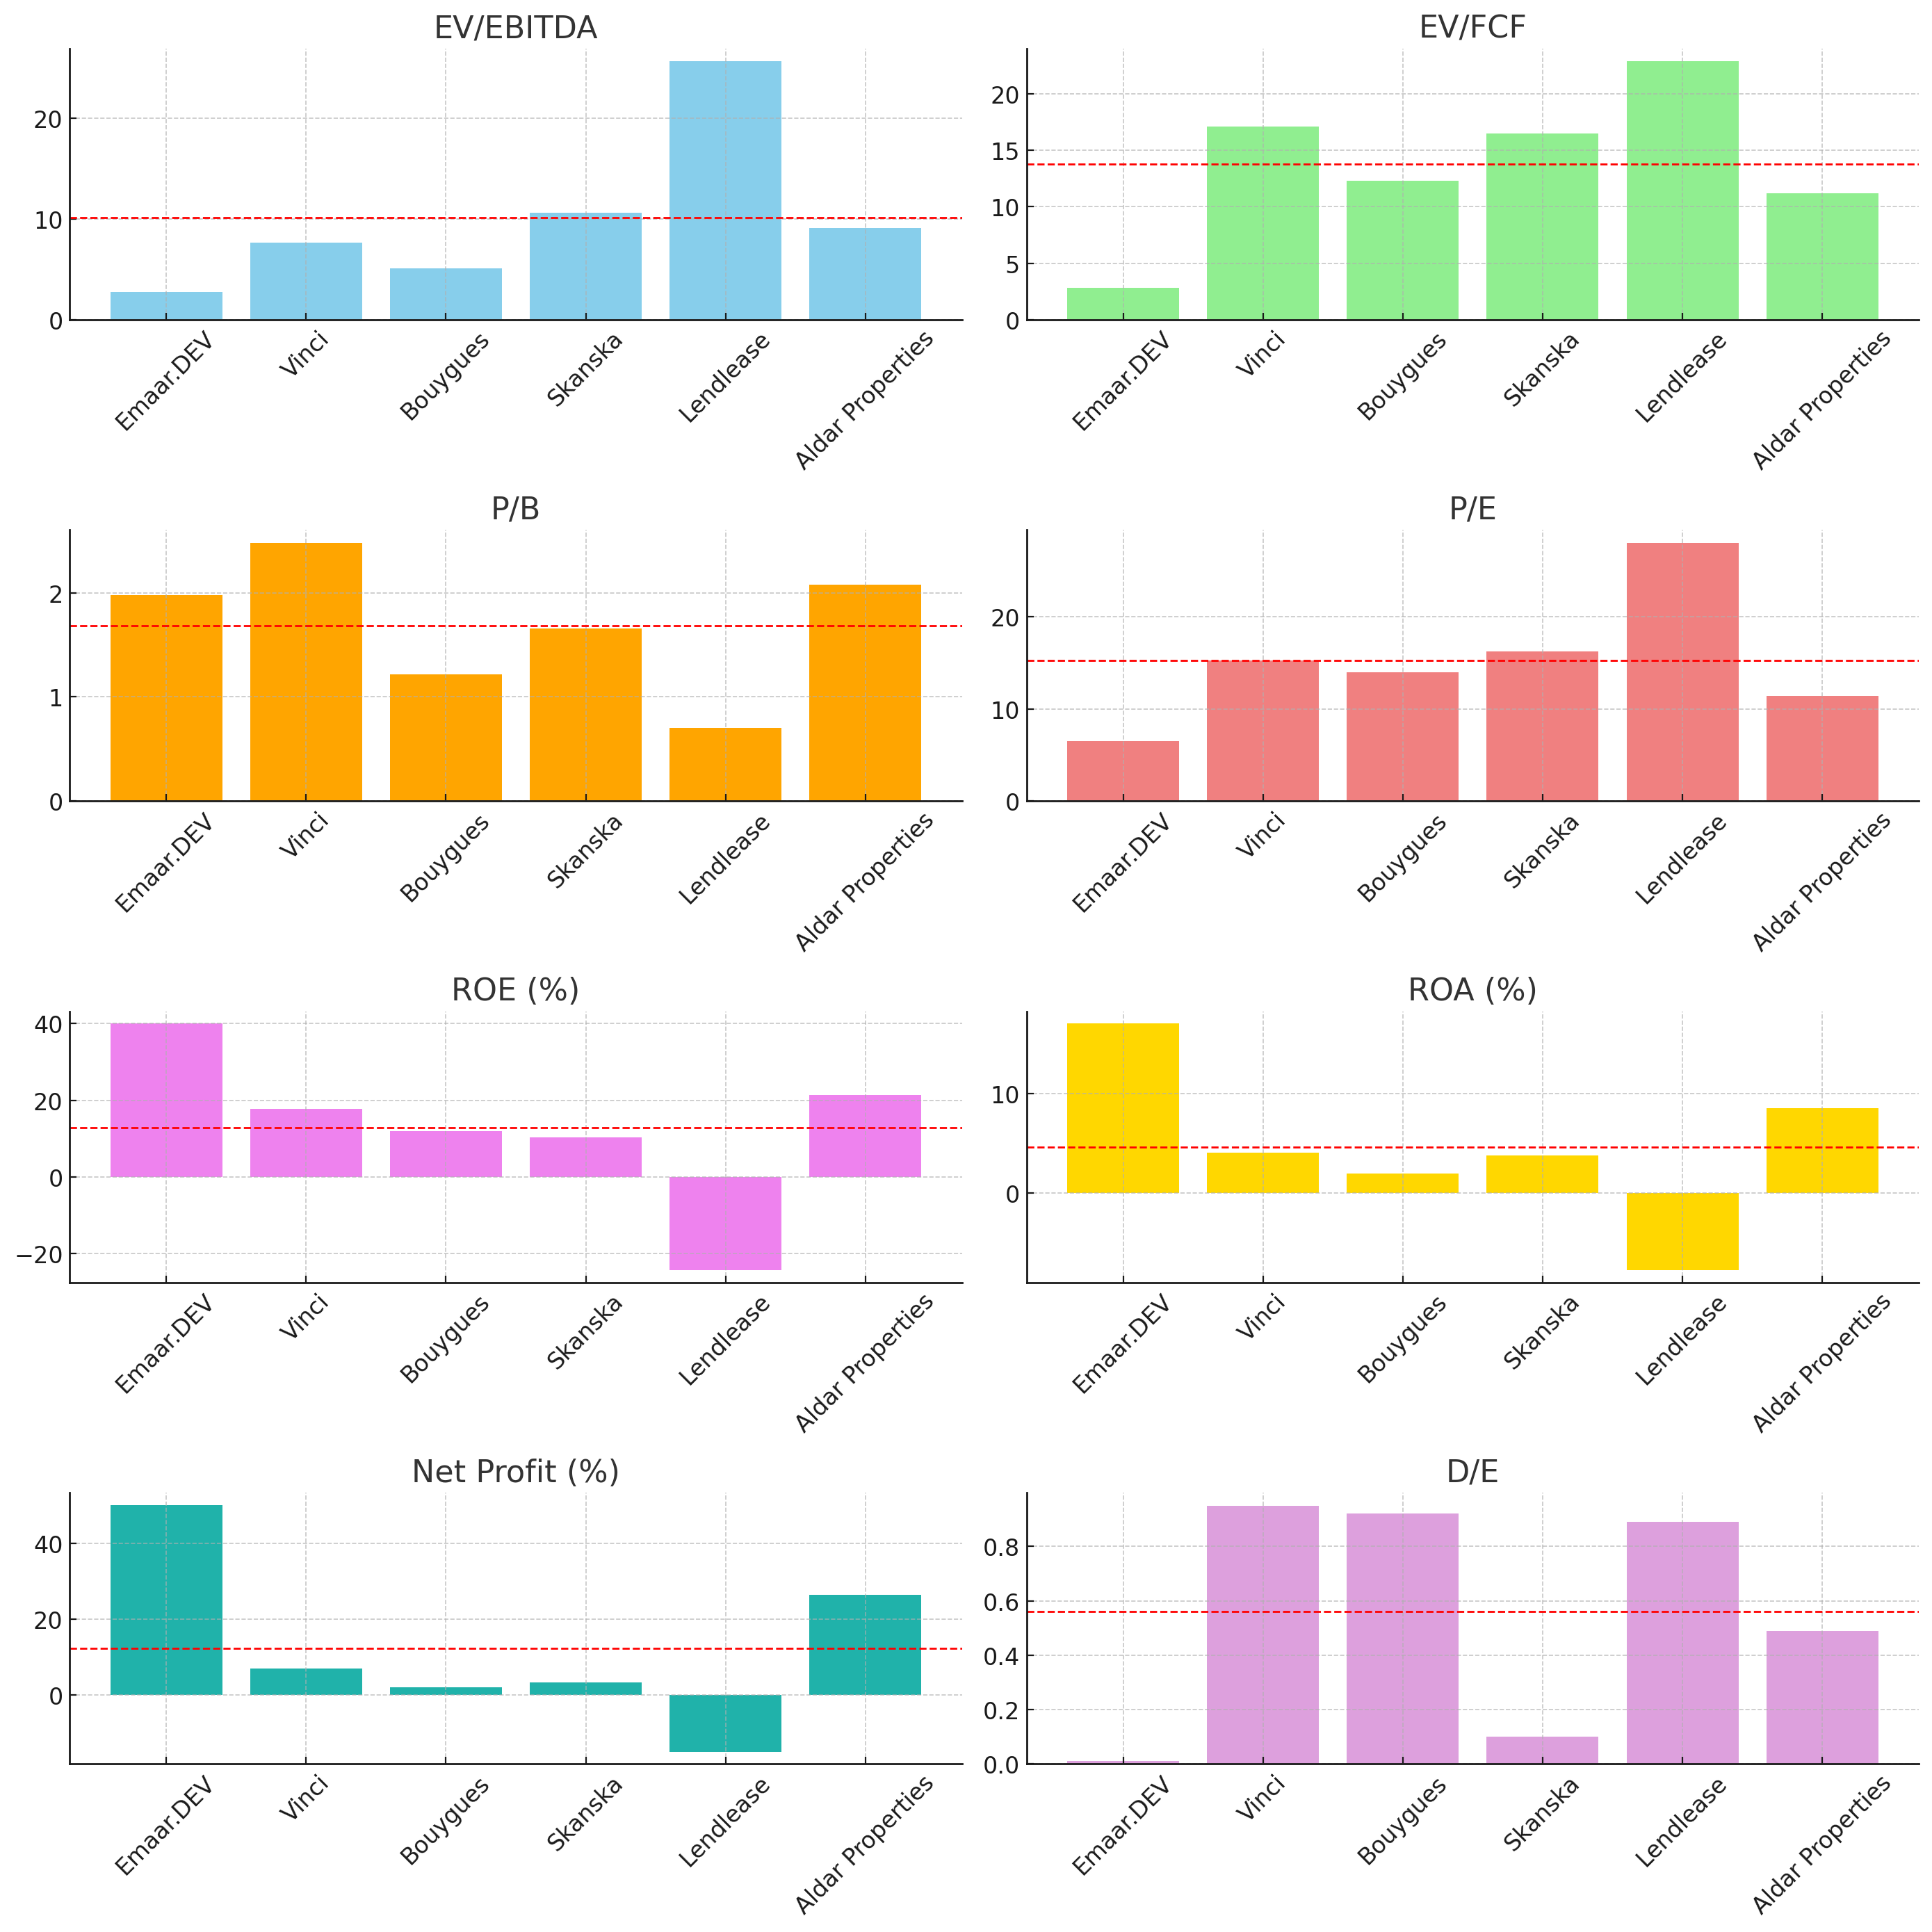 EV/EBITDA
20
10
0
Emaar.DEV
Vinci
Bouygues
Skanska
Lendlease
Aldar Properties
EV/FCF
20
15
10
5
0
Emaar.DEV
Vinci
Bouygues
Skanska
Lendlease
Aldar Properties
P/B
2
1
0
Emaar.DEV
Vinci
Bouygues
Skanska
Lendlease
Aldar Properties
P/E
20
10
0
Emaar.DEV
Vinci
Bouygues
Skanska
Lendlease
Aldar Properties
ROE (%)
40
20
0
−20
Emaar.DEV
Vinci
Bouygues
Skanska
Lendlease
Aldar Properties
ROA (%)
10
0
Emaar.DEV
Vinci
Bouygues
Skanska
Lendlease
Aldar Properties
Net Profit (%)
40
20
0
Emaar.DEV
Vinci
Bouygues
Skanska
Lendlease
Aldar Properties
D/E
0.8
0.6
0.4
0.2
0.0
Emaar.DEV
Vinci
Bouygues
Skanska
Lendlease
Aldar Properties